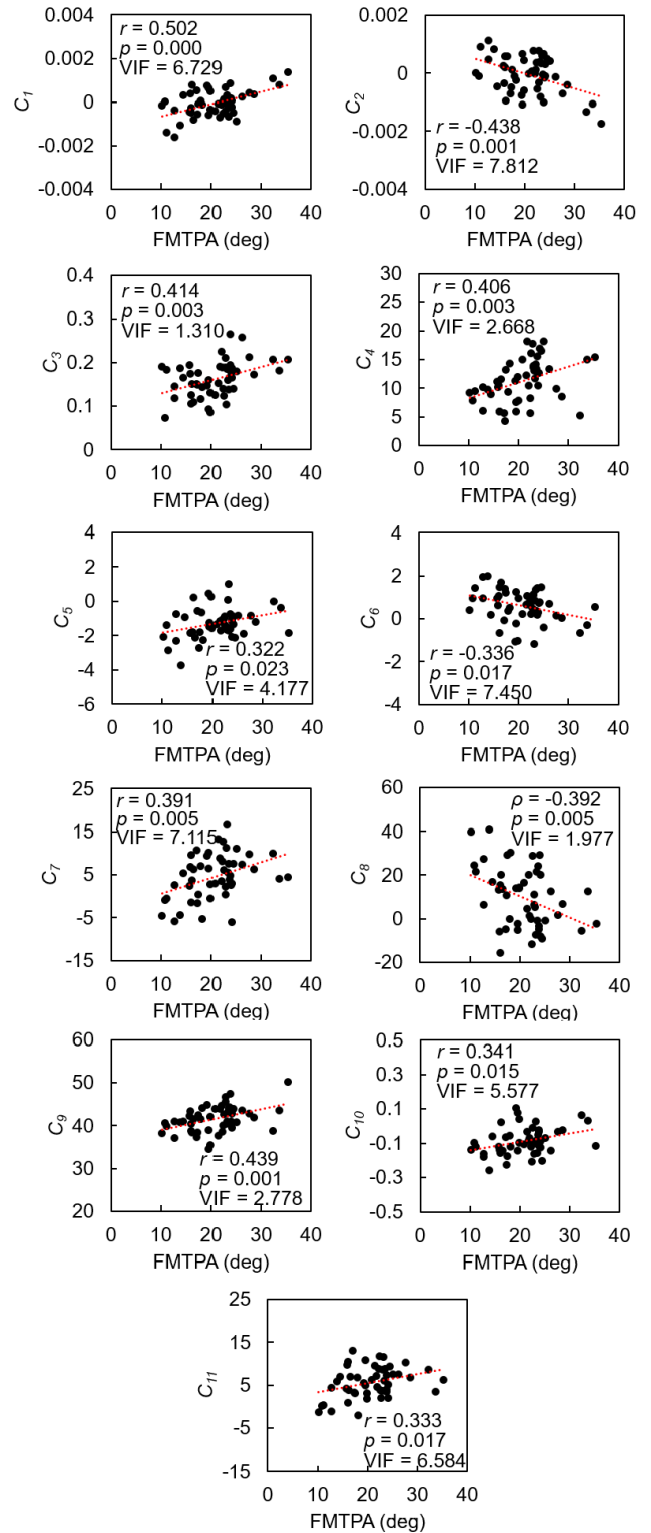 0.004
0.002
0.000
-0.002
-0.004
C1
r = 0.502
p = 0.000
VIF = 6.729
0 10 20 30 40
FMTPA (deg)
0.002
0
-0.002
-0.004
C2
r = -0.438
p = 0.001
VIF = 7.812
0 10 20 30 40
FMTPA (deg)
0.4
0.3
0.2
0.1
0
C3
r = 0.414
p = 0.003
VIF = 1.310
0 10 20 30 40
FMTPA (deg)
30
25
20
15
10
5
0
C4
r = 0.406
p = 0.003
VIF = 2.668
0 10 20 30 40
FMTPA (deg)
4
2
0
-2
-4
-6
C5
r = 0.322
p = 0.023
VIF = 4.177
0 10 20 30 40
FMTPA (deg)
4
2
0
-2
-4
C6
r = -0.336
p = 0.017
VIF = 7.450
0 10 20 30 40
FMTPA (deg)
25
15
5
-5
-15
C7
r = 0.391
p = 0.005
VIF = 7.115
0 10 20 30 40
FMTPA (deg)
60
40
20
0
-20
C8
ρ = -0.392
p = 0.005
VIF = 1.977
0 10 20 30 40
FMTPA (deg)
60
50
40
30
20
C9
r = 0.439
p = 0.001
VIF = 2.778
0 10 20 30 40
FMTPA (deg)
0.5
0.3
0.1
-0.1
-0.3
-0.5
C10
r = 0.341
p = 0.015
VIF = 5.577
0 10 20 30 40
FMTPA (deg)
25
15
5
-5
-15
C11
r = 0.333
p = 0.017
VIF = 6.584
0 10 20 30 40
FMTPA (deg)